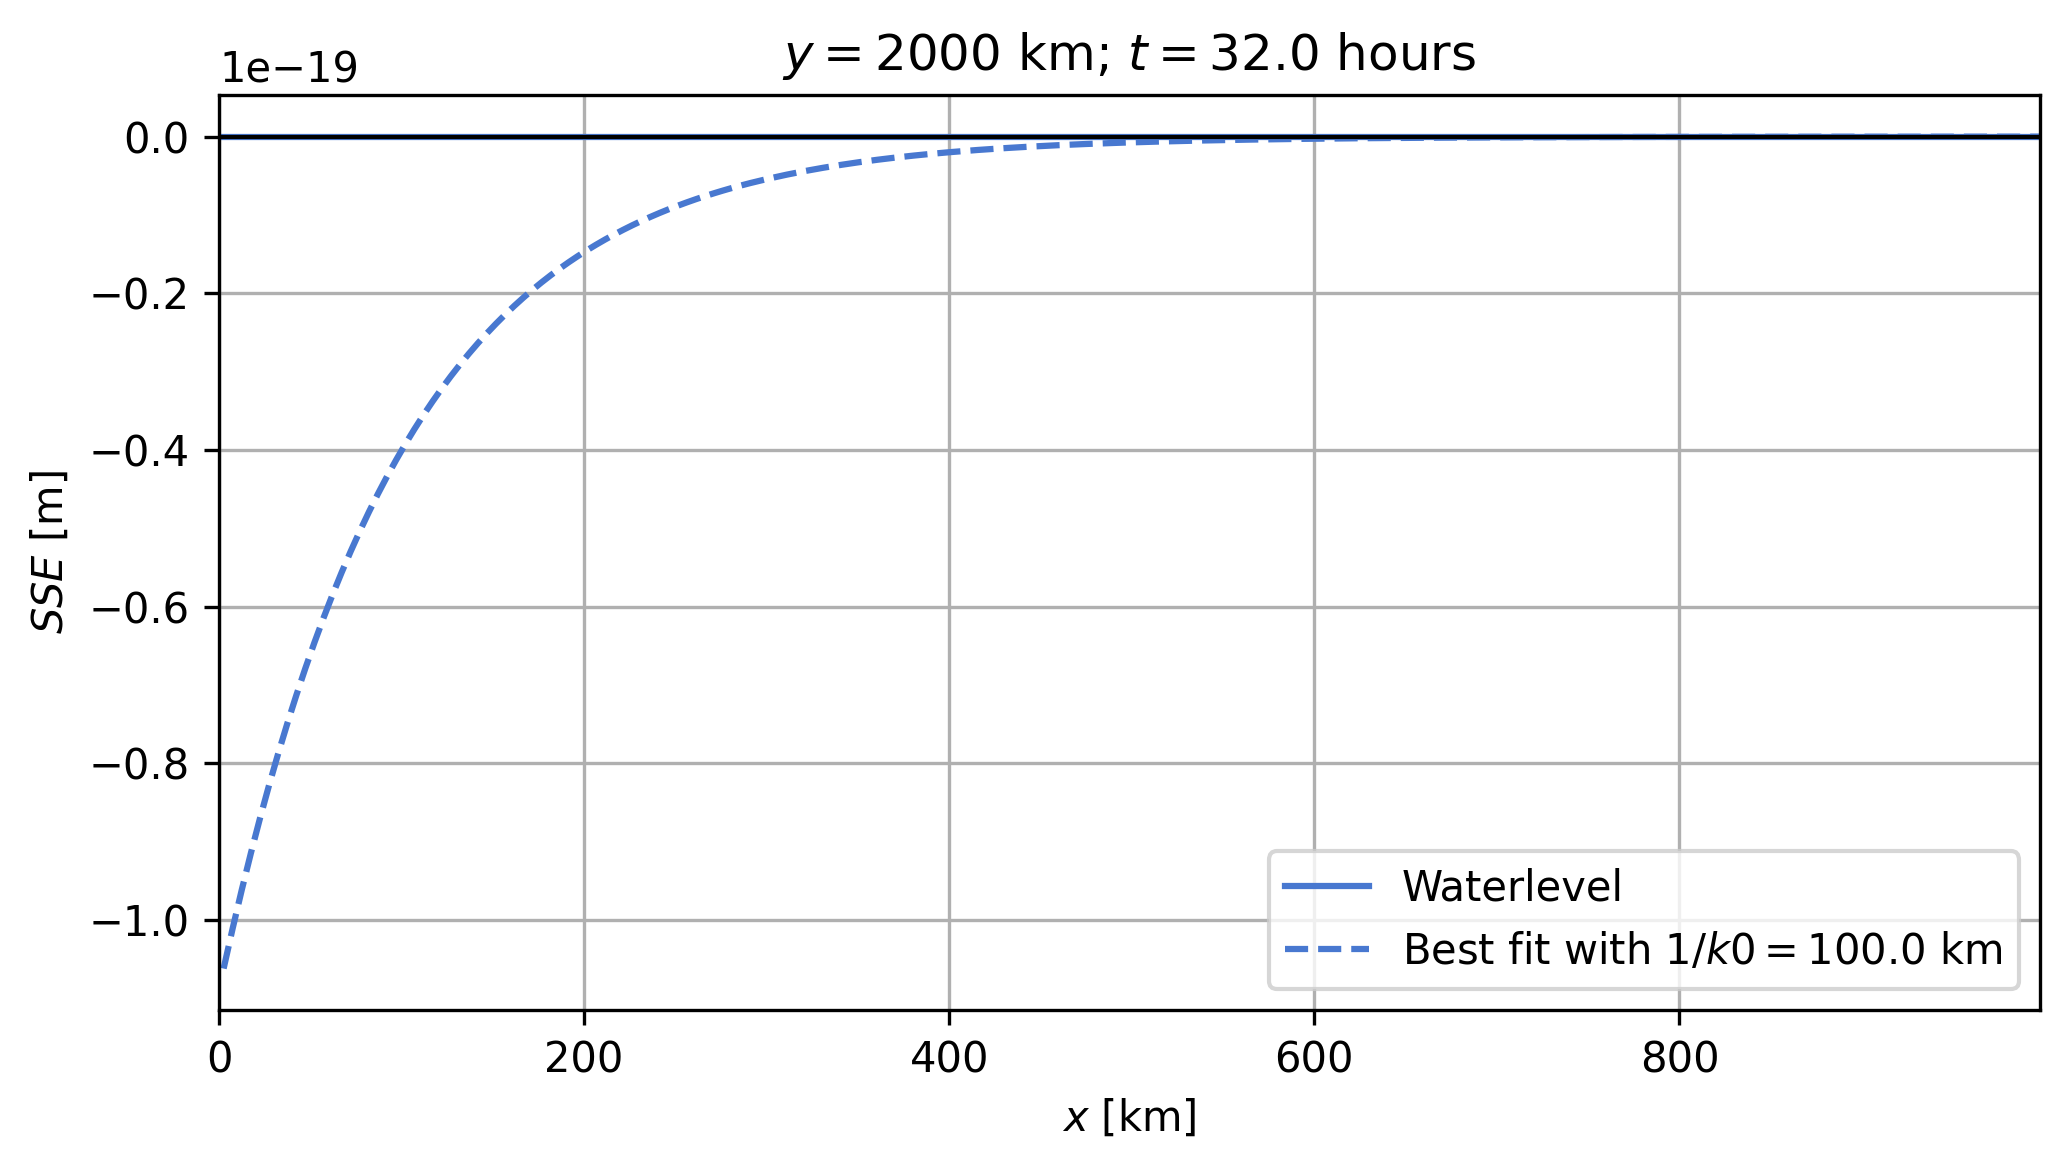 y = 2000 km; t = 32.0 hours
1e−19
0.0
−0.2
−0.4
−0.6
−0.8
−1.0
SSE [m]
Waterlevel
Best fit with 1/k0 = 100.0 km
0 200 400 600 800
x [km]